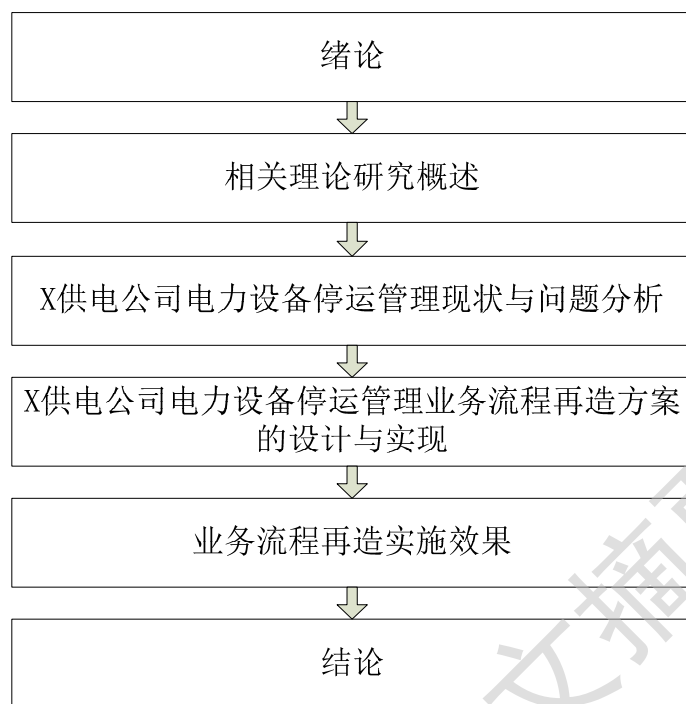 绪论
相关理论研究概述
X供电公司电力设备停运管理现状与问题分析
X供电公司电力设备停运管理业务流程再造方案
的设计与实现
业务流程再造实施效果
结论
文摘